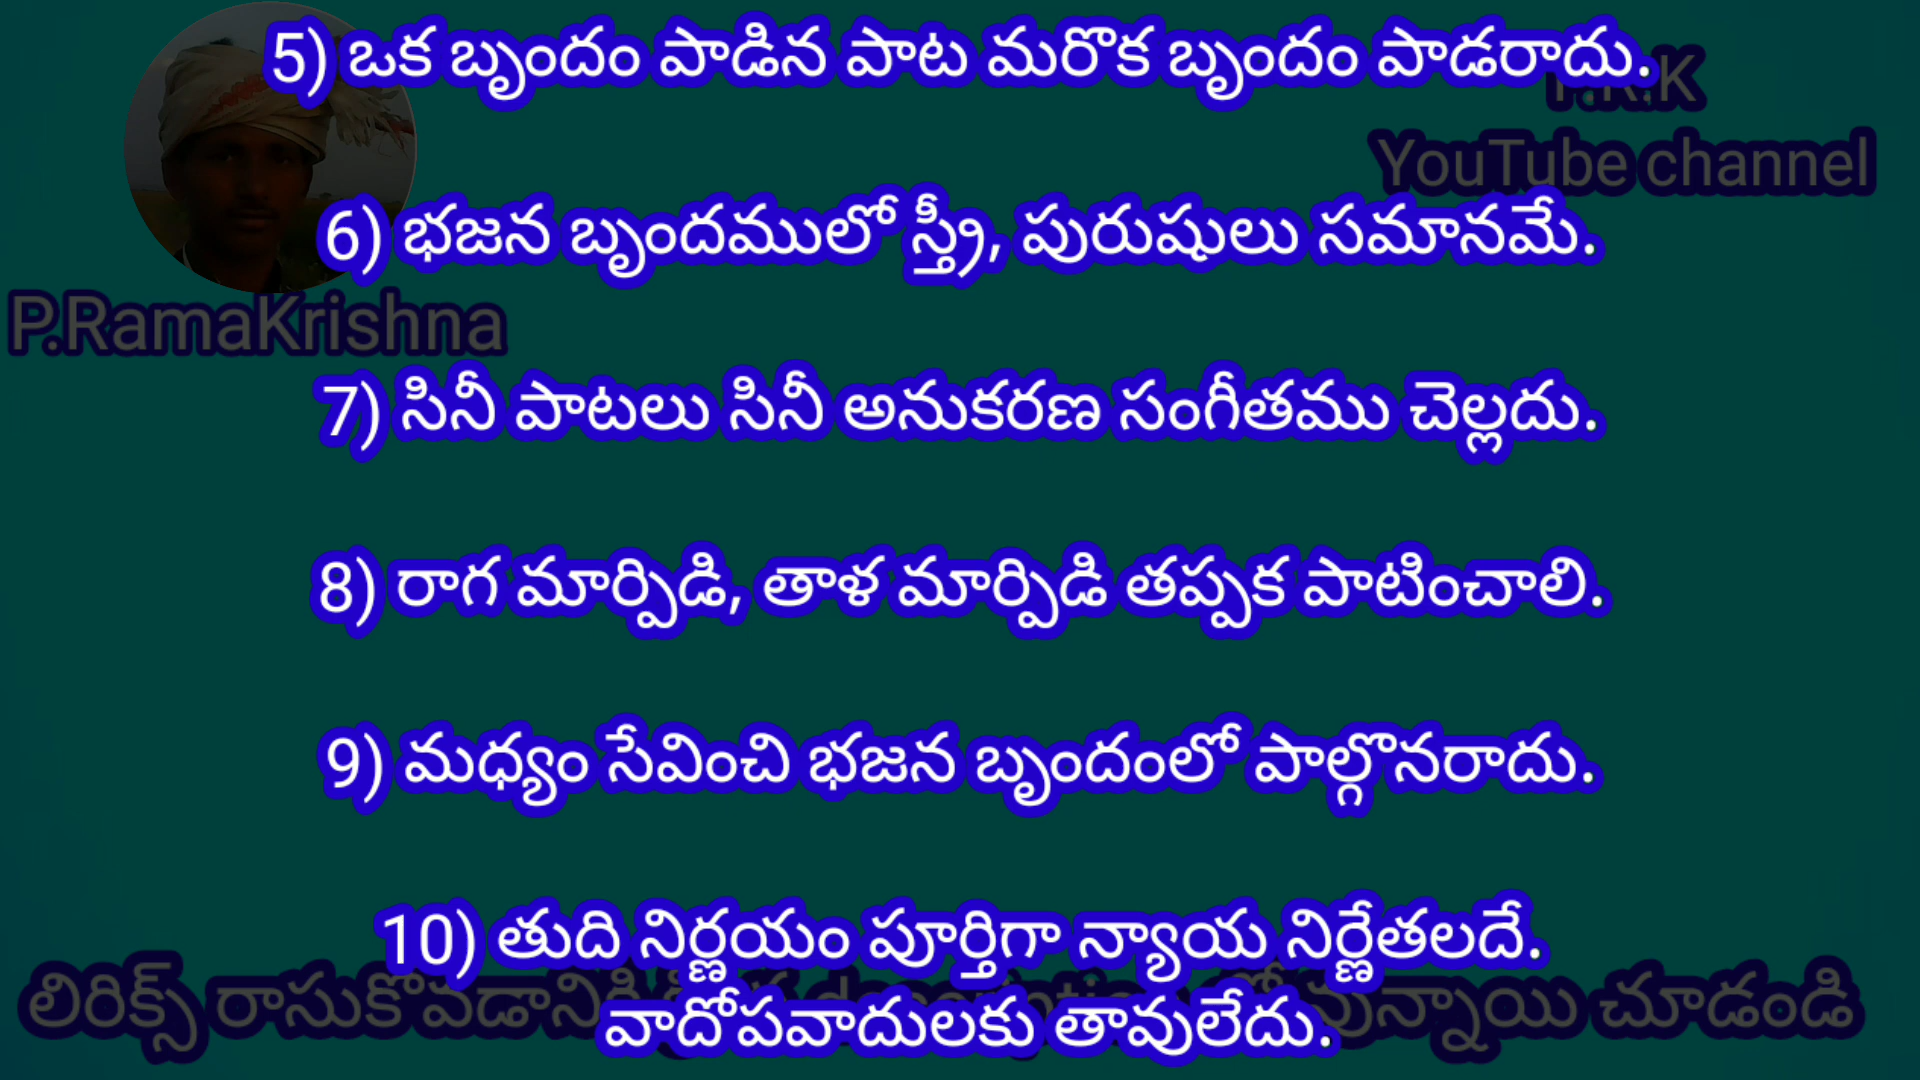 5) ఒక బృందం పాడిన పాట మరొక బృందం పాడరాదు.
YouTube channel
6) భజన బృందములో స్త్రీ, పురుషులు సమానమే.
P.RamaKrishna
7) సినీ పాటలు సినీ అనుకరణ సంగీతము చెల్లదు.
8) రాగ మార్పిడి, తాళ మార్పిడి తప్పక పాటించాలి.
9) మధ్యం సేవించి భజన బృందంలో పాల్గొనరాదు.
10) తుది నిర్ణయం పూర్తిగా న్యాయ నిర్ణేతలదే.
వాదోపవాదులకు తావులేదు.
లిరిక్స్ రాసుకోవడానికి చూడండి